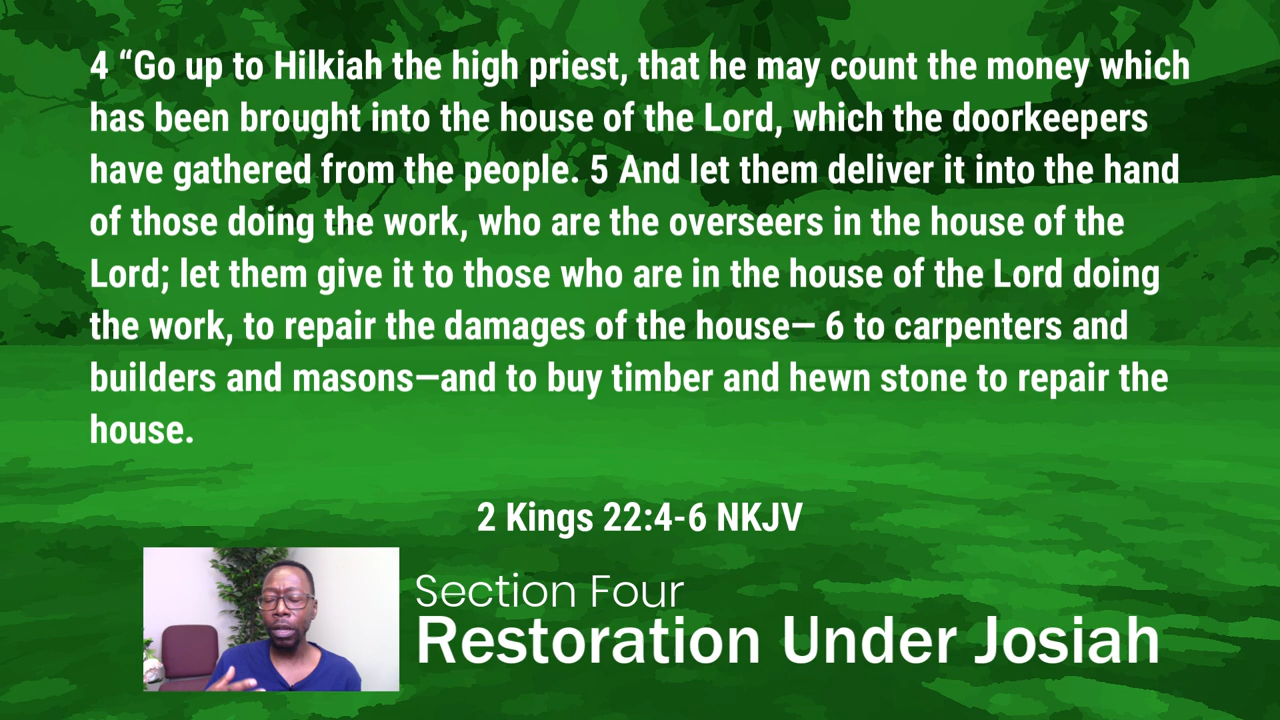 4 “Go up to Hilkiah the high priest, that he may count the money which
has been brought into the house of the Lord, which the doorkeepers
have gathered from the people. 5 And let them deliver it into the hand
of those doing the work, who are the overseers in the house of the
Lord; let them give it to those who are in the house of the Lord doing
the work, to repair the damages of the house— 6 to carpenters and
builders and masons—and to buy timber and hewn stone to repair the
house.
2 Kings 22:4-6 NKJV
Section Four
Restoration Under Josiah